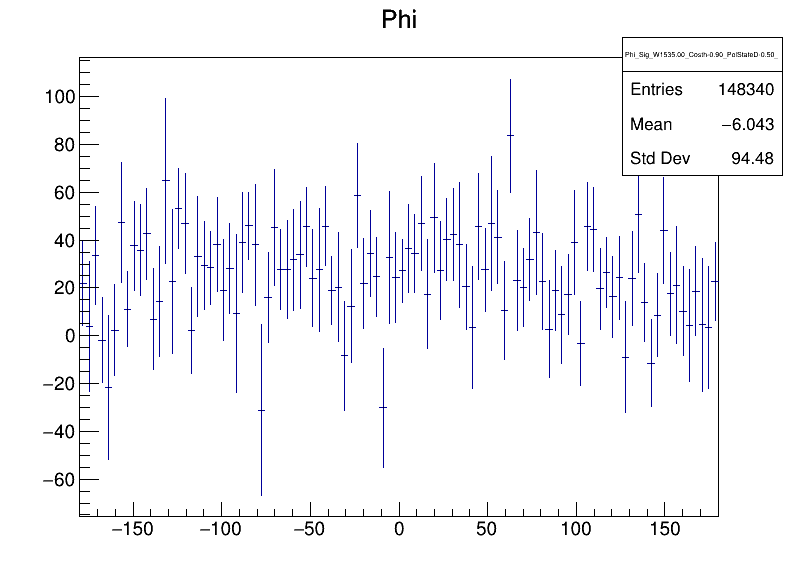 Phi
Phi_Sig_W1535.00_Costh-0.90_PolStateD-0.50_
Entries 148340
Mean −6.043
Std Dev 94.48
100
80
60
40
20
0
−20
−40
−60
−150 −100 −50 0 50 100 150